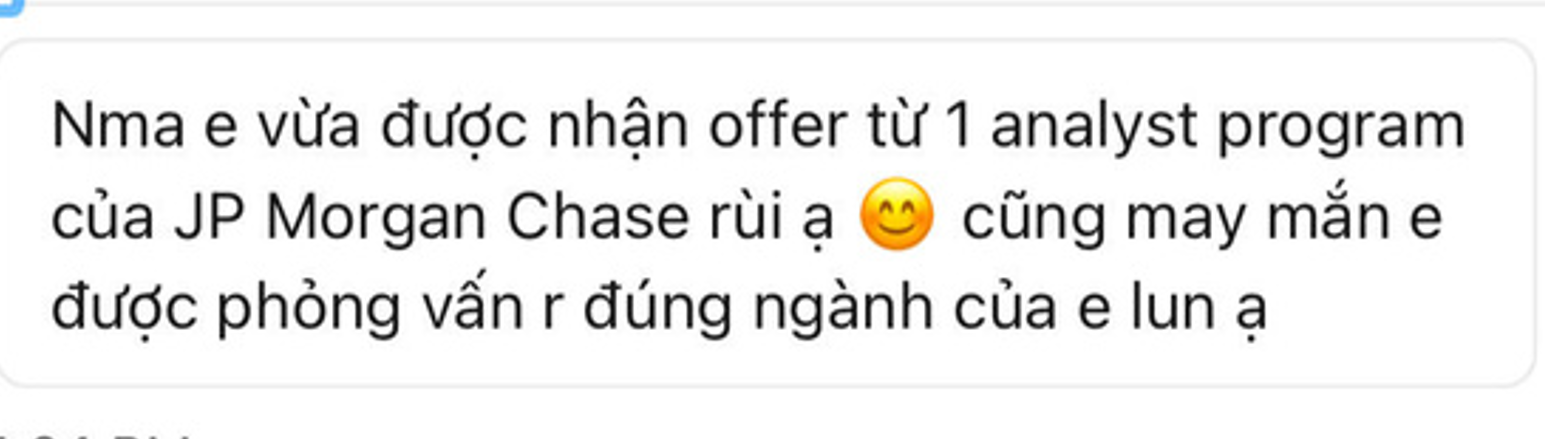 Nma e vừa được nhận offer từ 1 analyst program
của JP Morgan Chase rùi ạ 😊 cũng may mắn e
được phỏng vấn r đúng ngành của e lun ạ